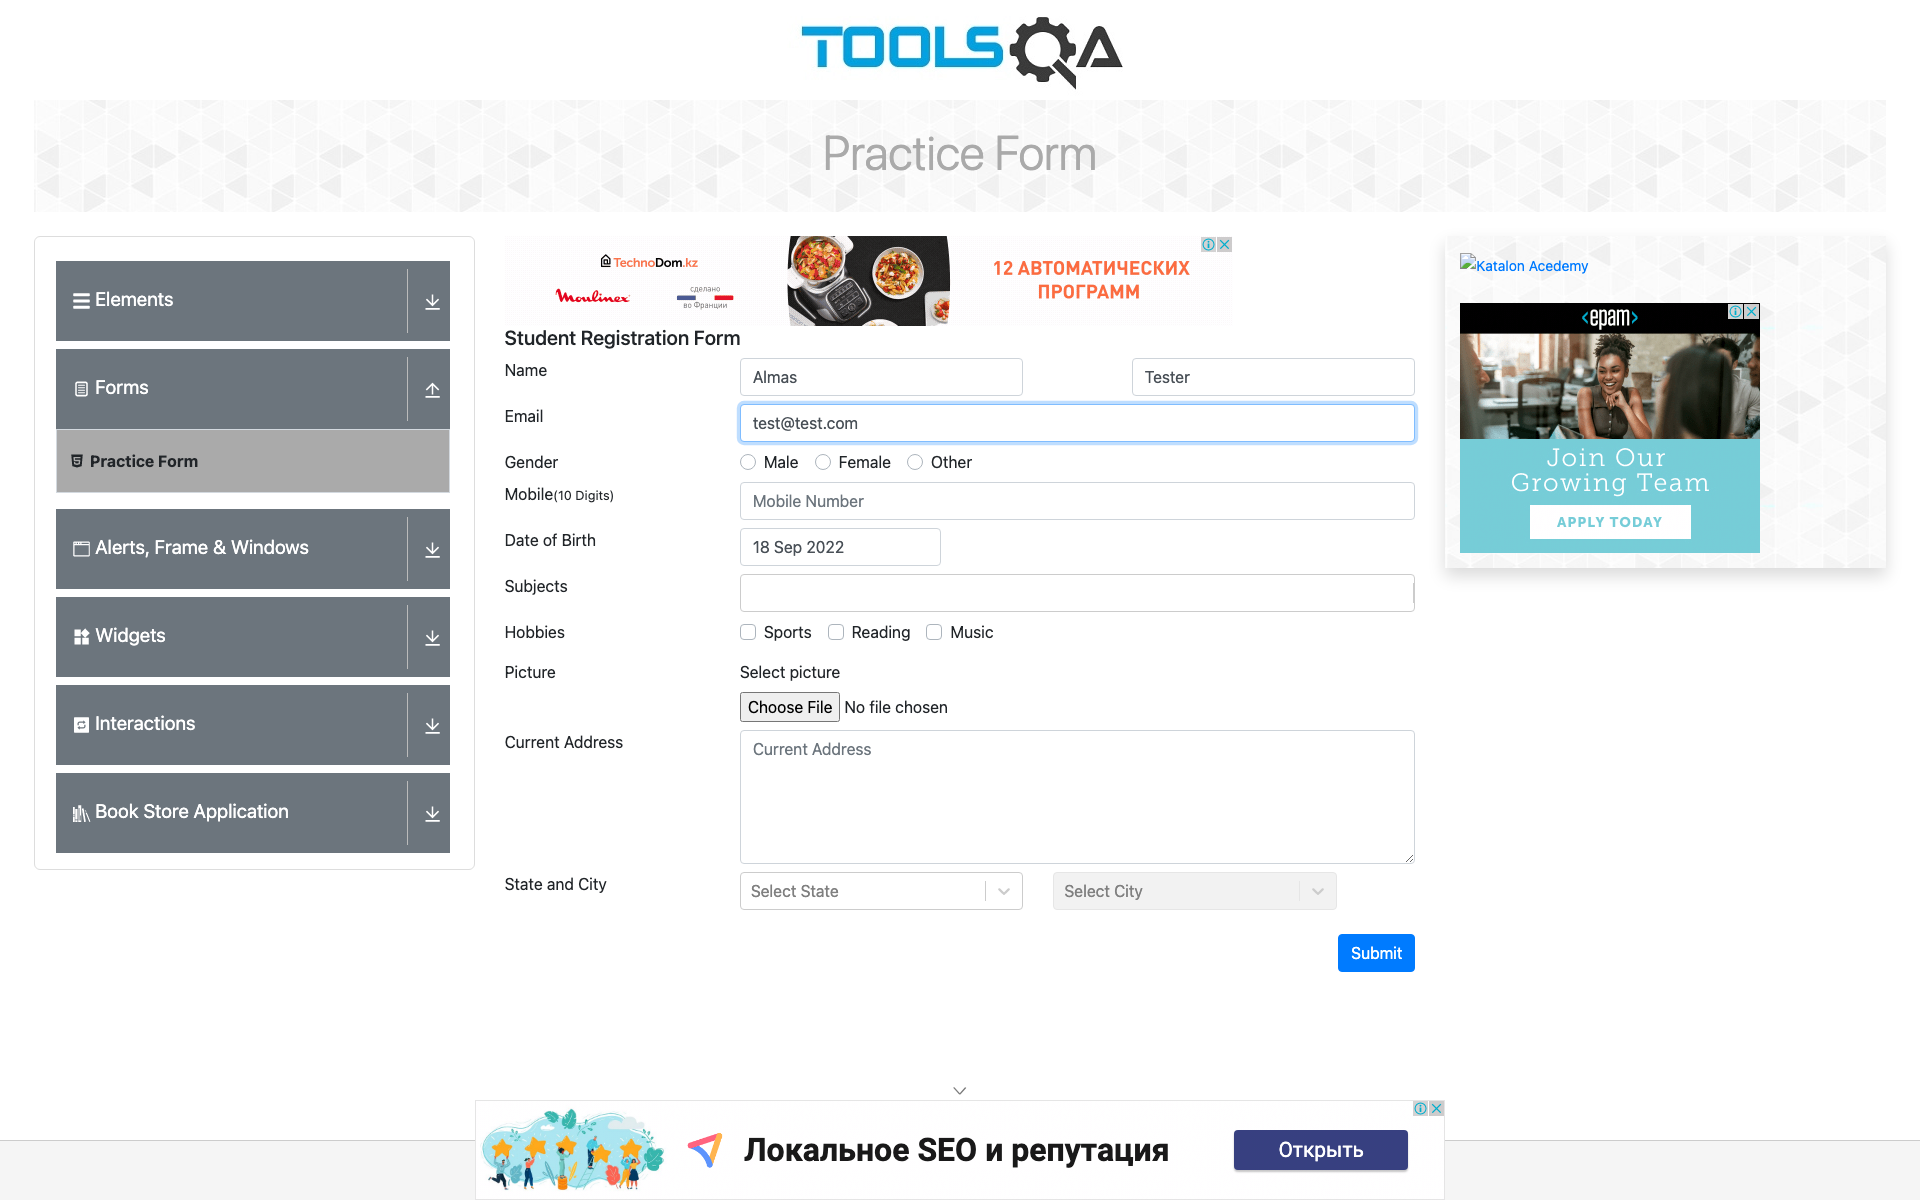 TOOLSQA
Practice Form
Elements
Forms
Practice Form
Alerts, Frame & Windows
Widgets
Interactions
Book Store Application
TechnoDom.kz
Moulinex
сделано
во Франции
12 АВТОМАТИЧЕСКИХ
ПРОГРАММ
Student Registration Form
Name
Almas
Tester
Email
test@test.com
Gender
Male
Female
Other
Mobile(10 Digits)
Mobile Number
Date of Birth
18 Sep 2022
Subjects
Hobbies
Sports
Reading
Music
Picture
Select picture
Choose File No file chosen
Current Address
Current Address
State and City
Select State
Select City
Submit
Katalon Acedemy
<epam>
Join Our
Growing Team
APPLY TODAY
Локальное SEO и репутация
Открыть